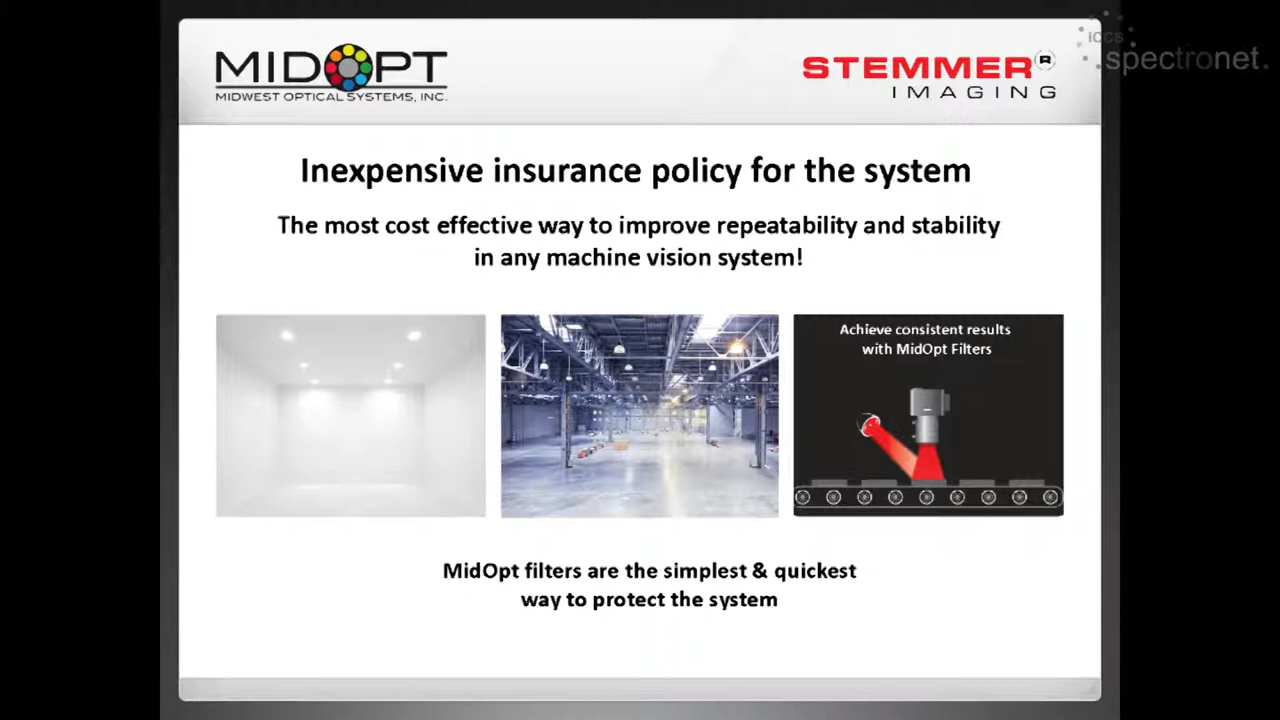 MIDOPT
MIDWEST OPTICAL SYSTEMS, INC.
STEMMER®
IMAGING
iccs
spectronet.
Inexpensive insurance policy for the system
The most cost effective way to improve repeatability and stability
in any machine vision system!
Achieve consistent results
with MidOpt Filters
MidOpt filters are the simplest & quickest
way to protect the system